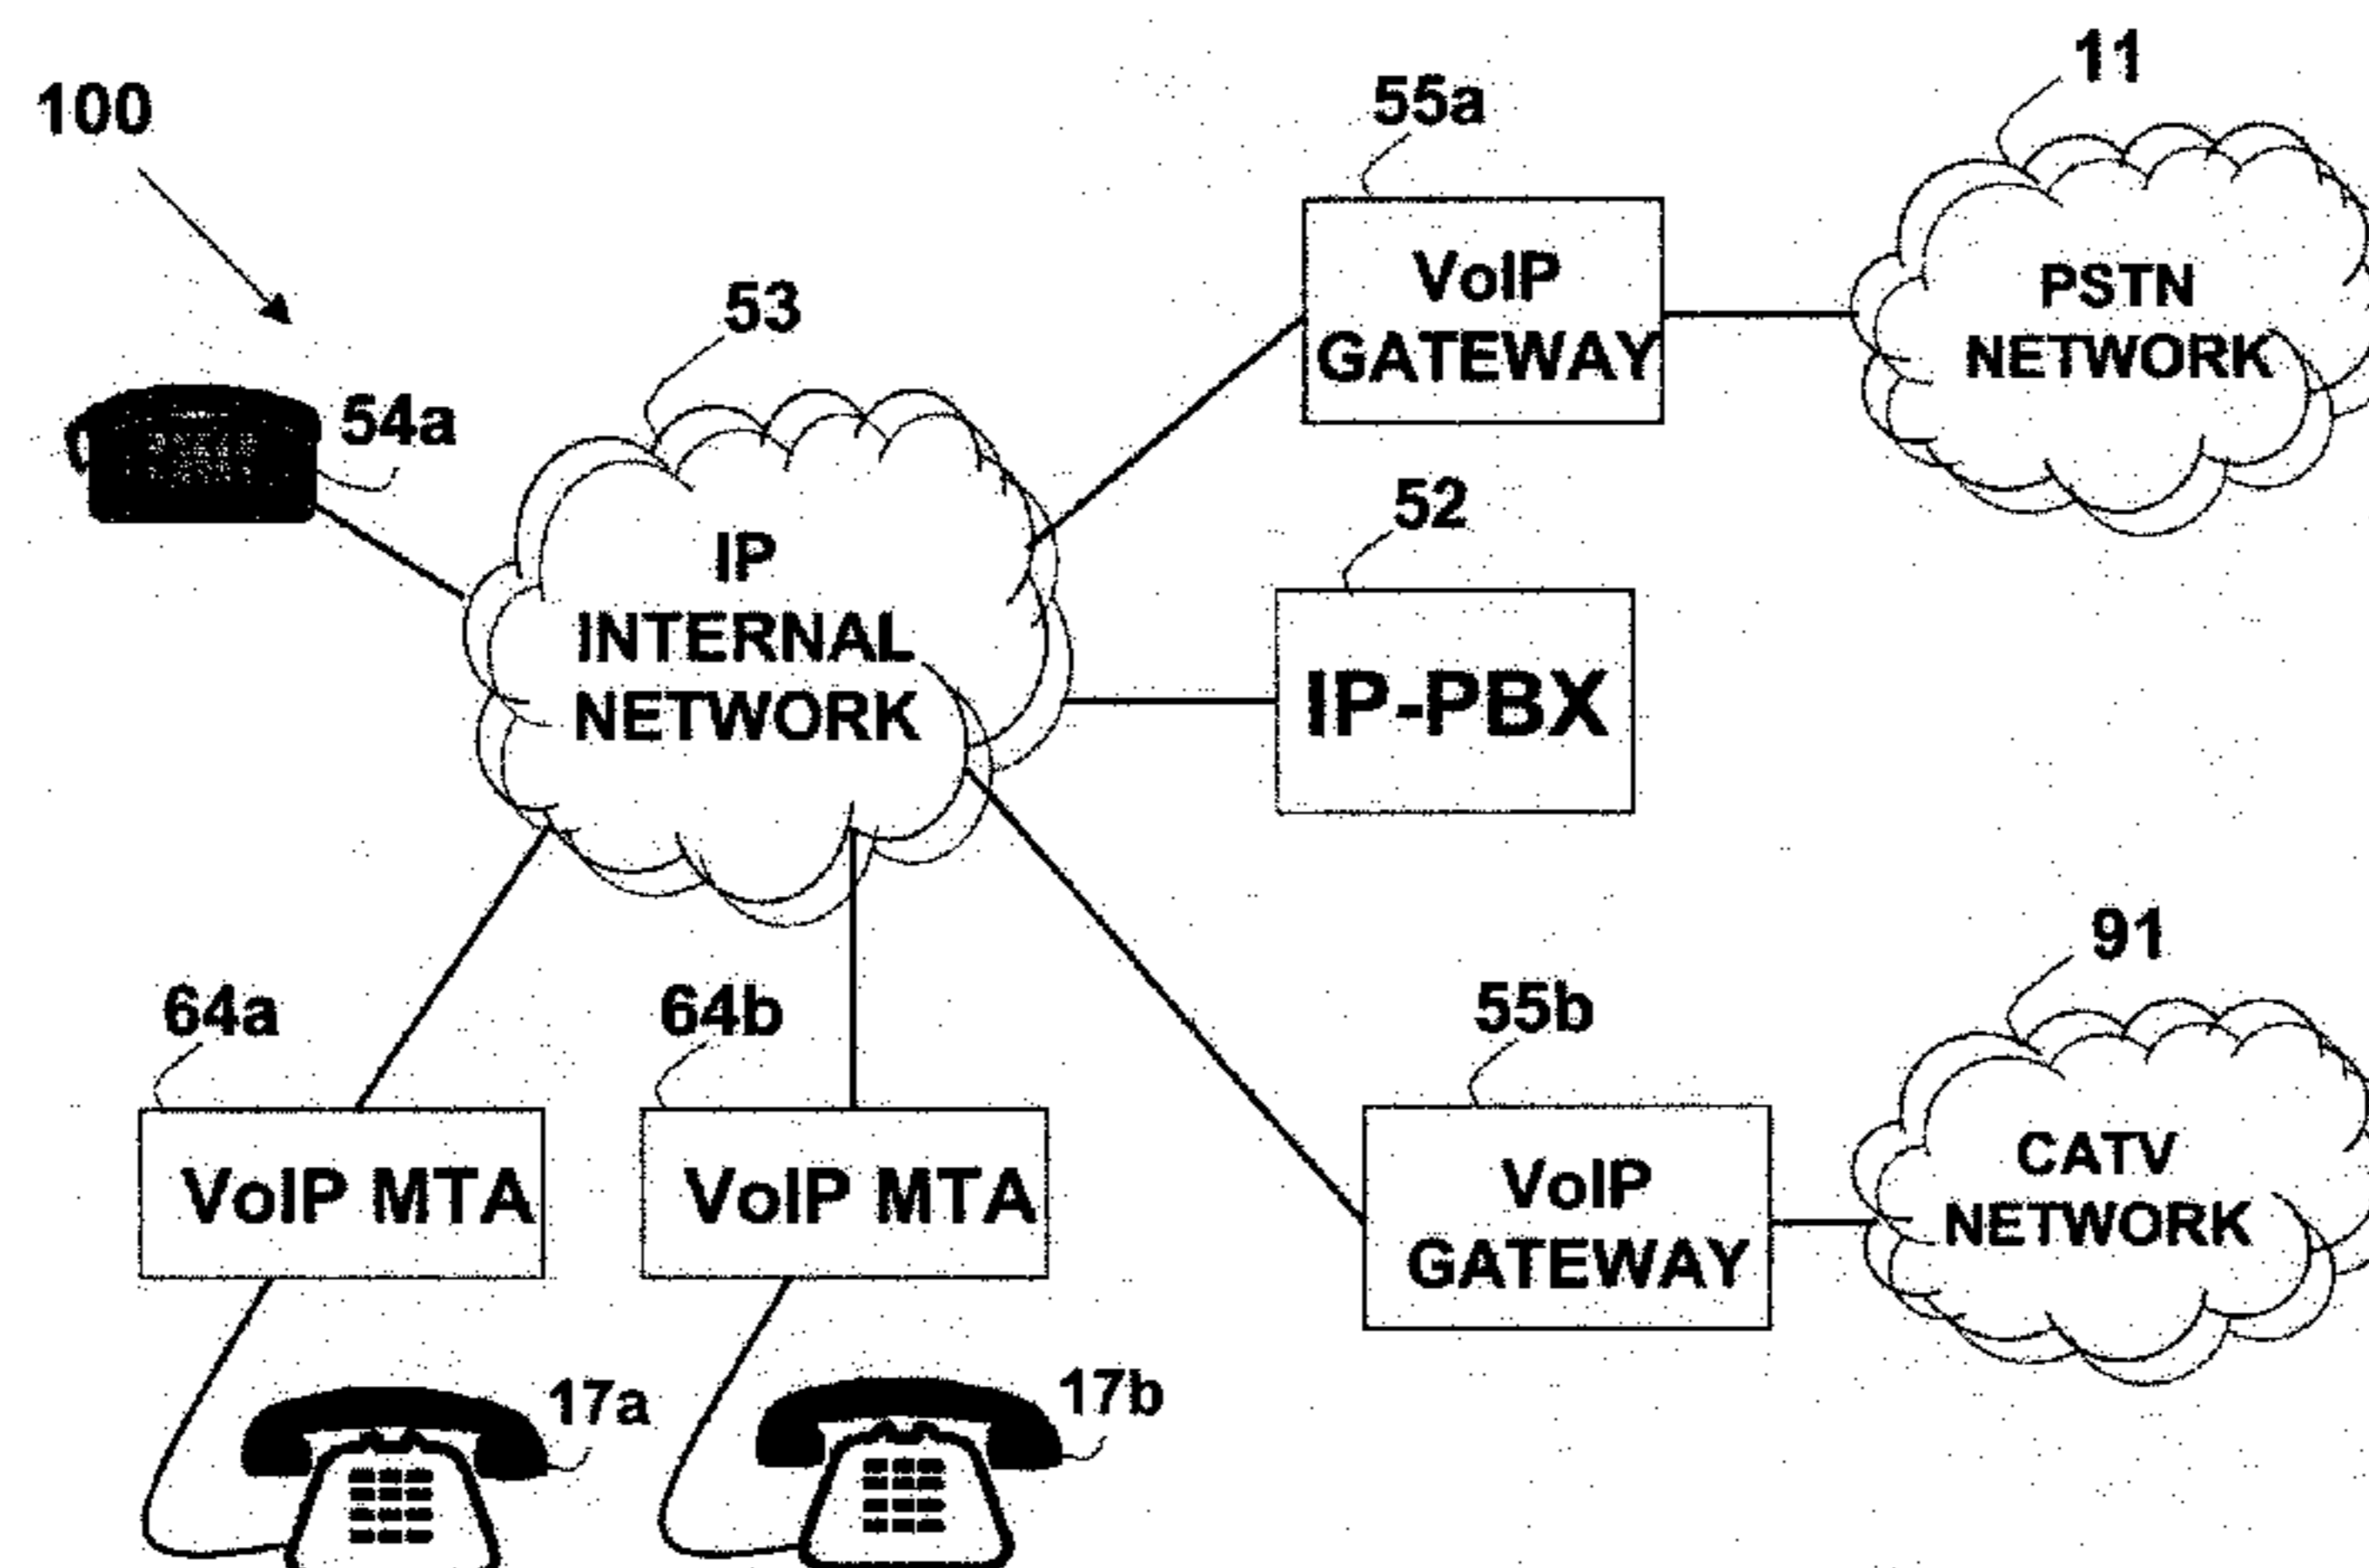 100
55a
11
VoIP
GATEWAY
PSTN
NETWORK
53
54a
52
IP
INTERNAL
NETWORK
IP-PBX
91
64a
64b
55b
VoIP MTA
VoIP MTA
VoIP
GATEWAY
CATV
NETWORK
17a
17b